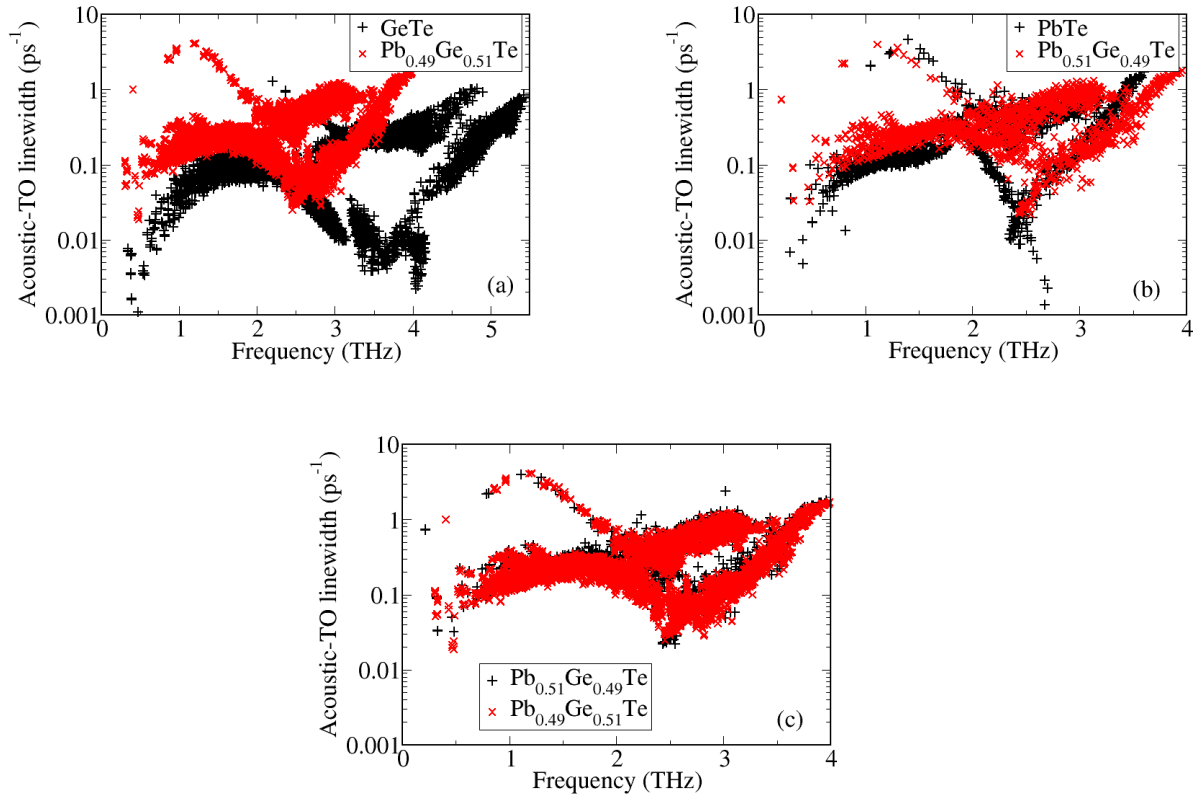 10
1
0.1
0.01
0.001
Acoustic-TO linewidth (ps⁻¹)
GeTe
Pb₀.₄₉Ge₀.₅₁Te
(a)
0 1 2 3 4 5
Frequency (THz)
10
1
0.1
0.01
0.001
Acoustic-TO linewidth (ps⁻¹)
PbTe
Pb₀.₅₁Ge₀.₄₉Te
(b)
0 1 2 3 4
Frequency (THz)
10
1
0.1
0.01
0.001
Acoustic-TO linewidth (ps⁻¹)
Pb₀.₅₁Ge₀.₄₉Te
Pb₀.₄₉Ge₀.₅₁Te
(c)
0 1 2 3 4
Frequency (THz)